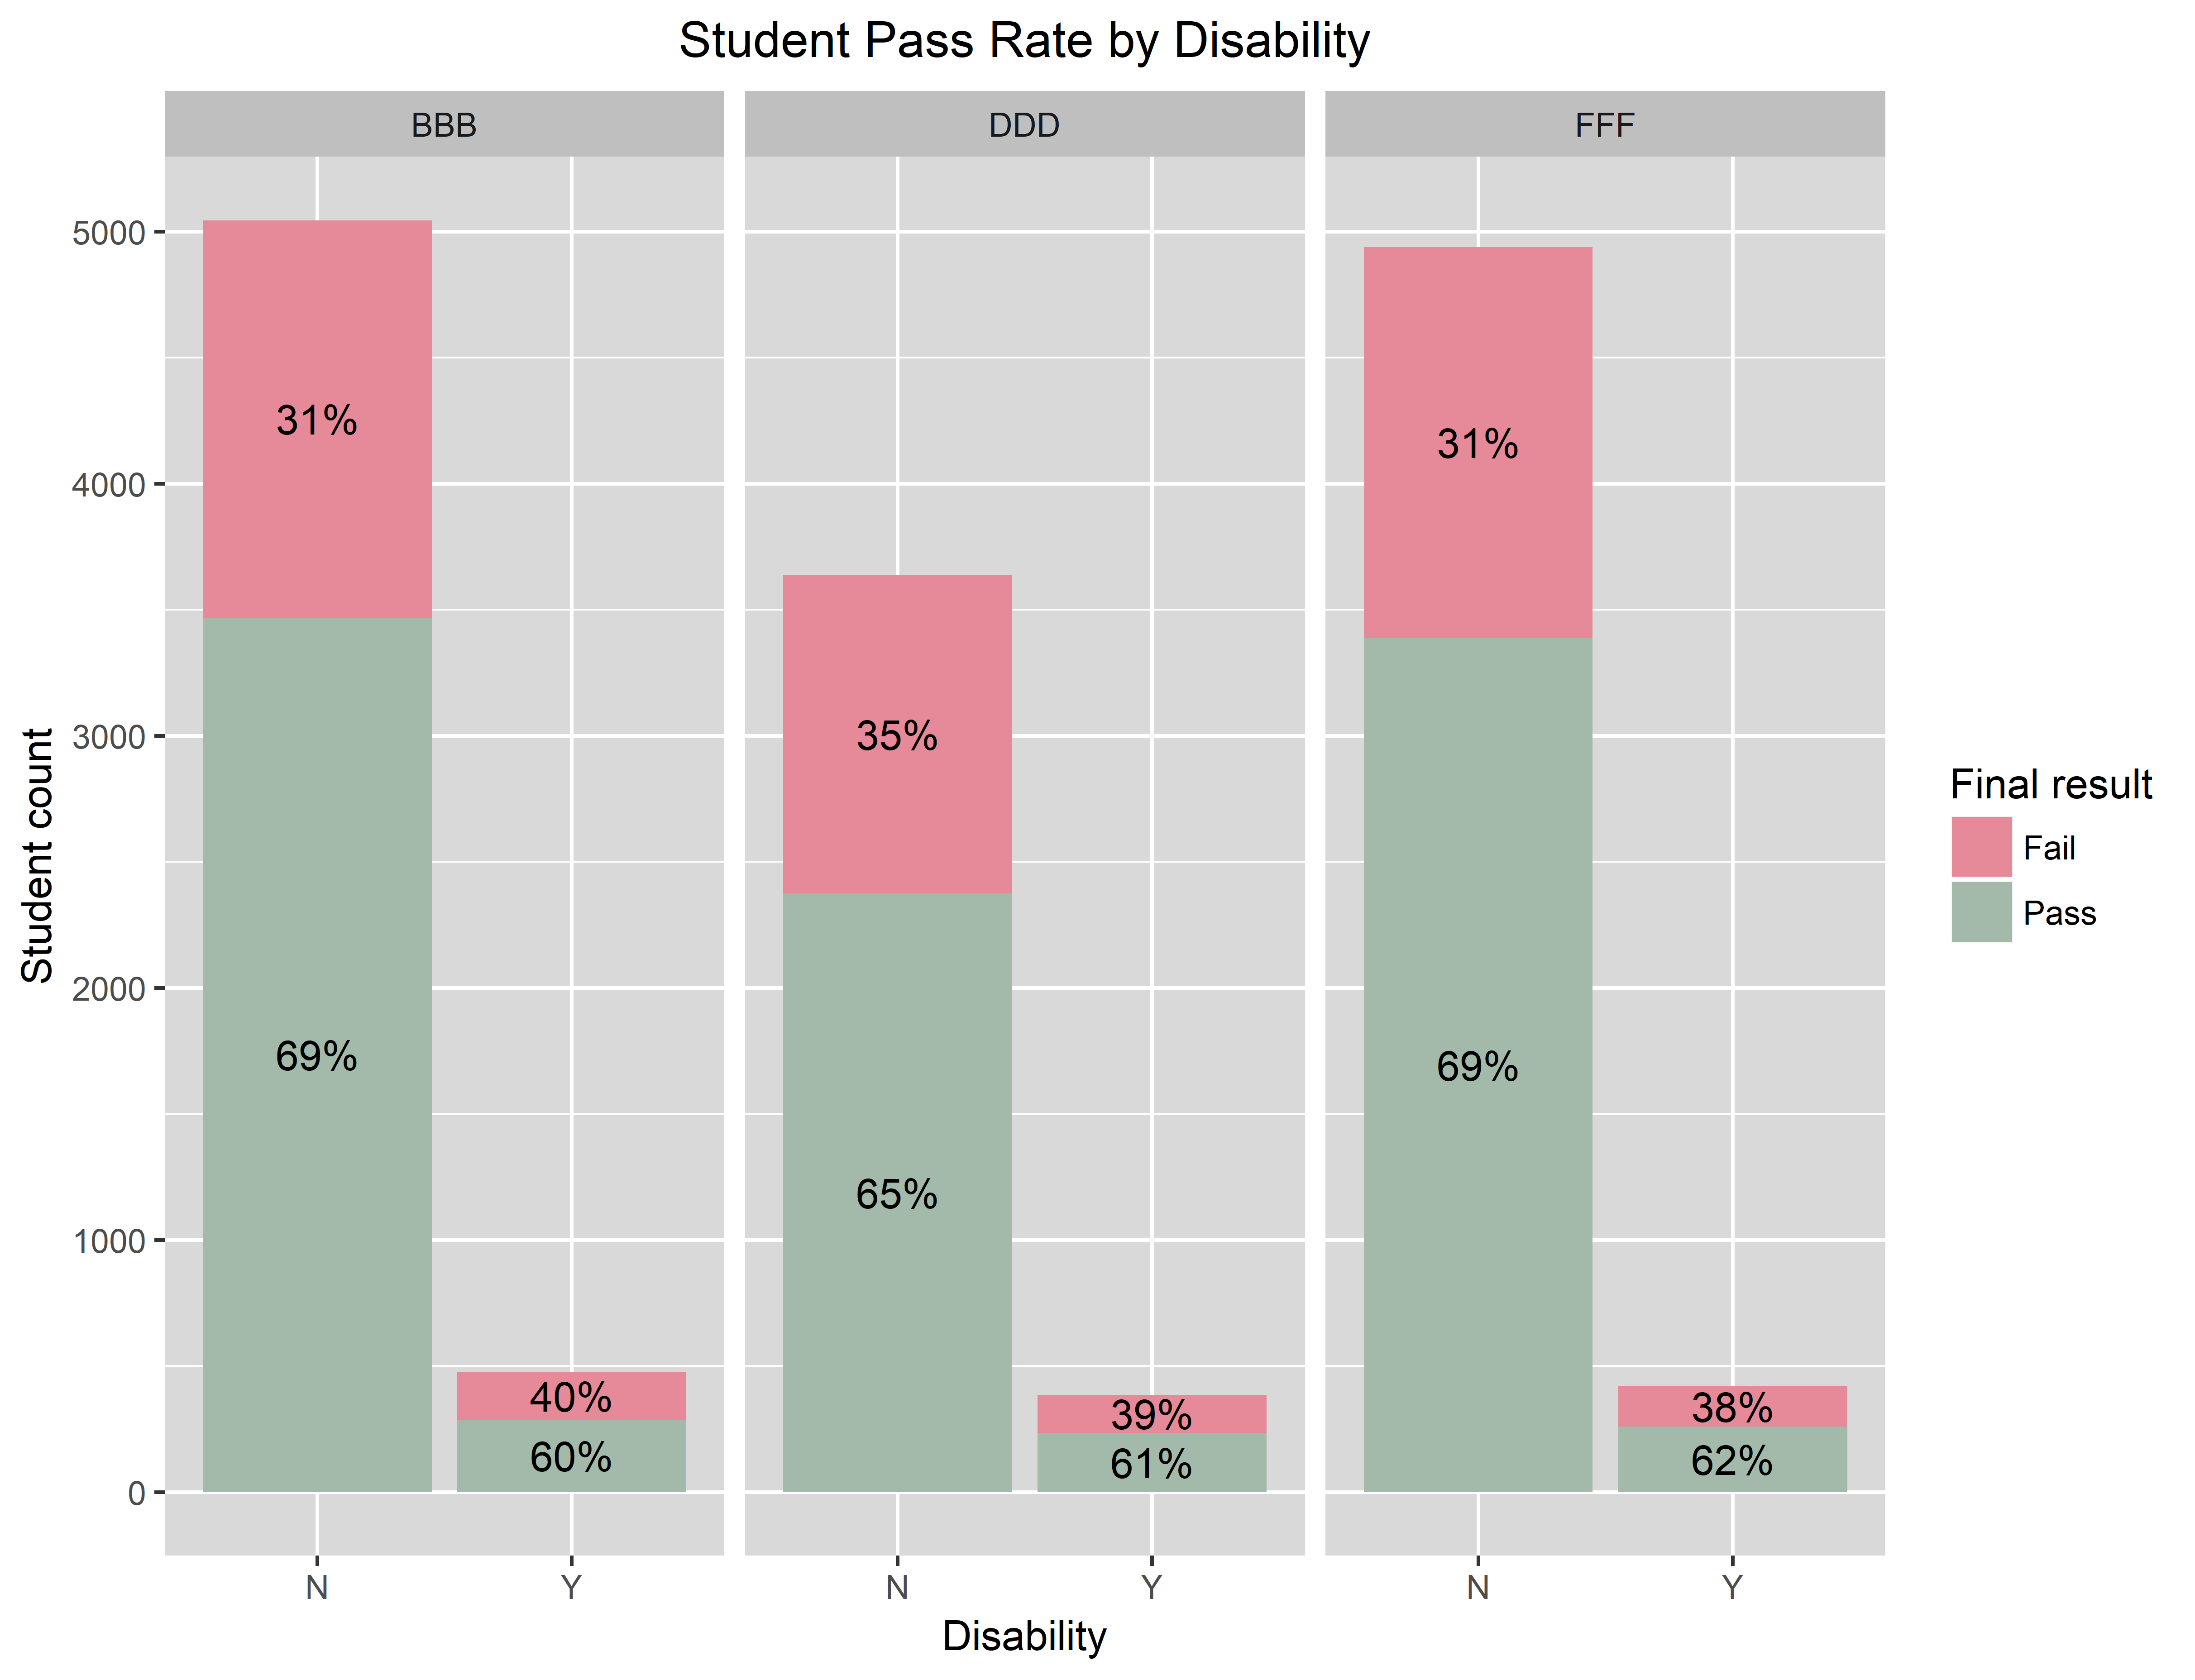 Student Pass Rate by Disability
BBB DDD FFF
5000
4000
3000
2000
1000
0
Student count
31%
69%
40%
60%
35%
65%
39%
61%
31%
69%
38%
62%
N Y N Y N Y
Disability
Final result
Fail
Pass